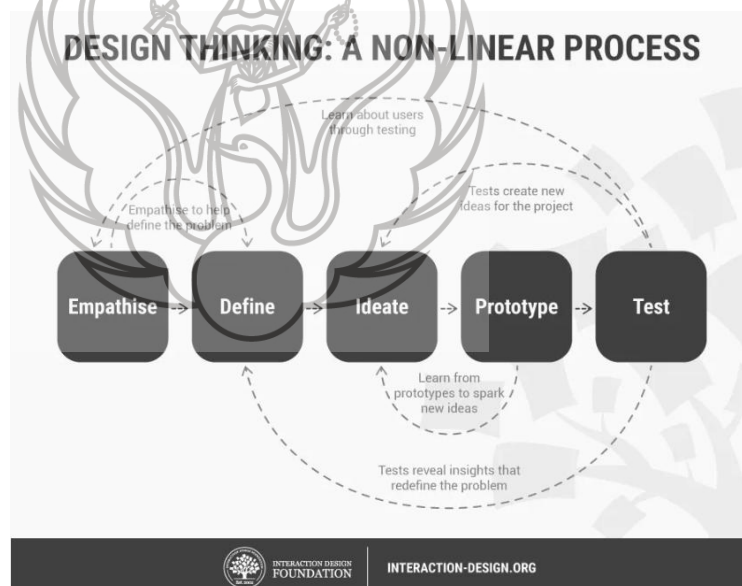 DESIGN THINKING: A NON-LINEAR PROCESS
Learn about users
through testing
Empathise to help
define the problem
Tests create new
ideas for the project
Empathise
Define
Ideate
Prototype
Test
Learn from
prototypes to spark
new ideas
Tests reveal insights that
redefine the problem
INTERACTION DESIGN
FOUNDATION
INTERACTION-DESIGN.ORG